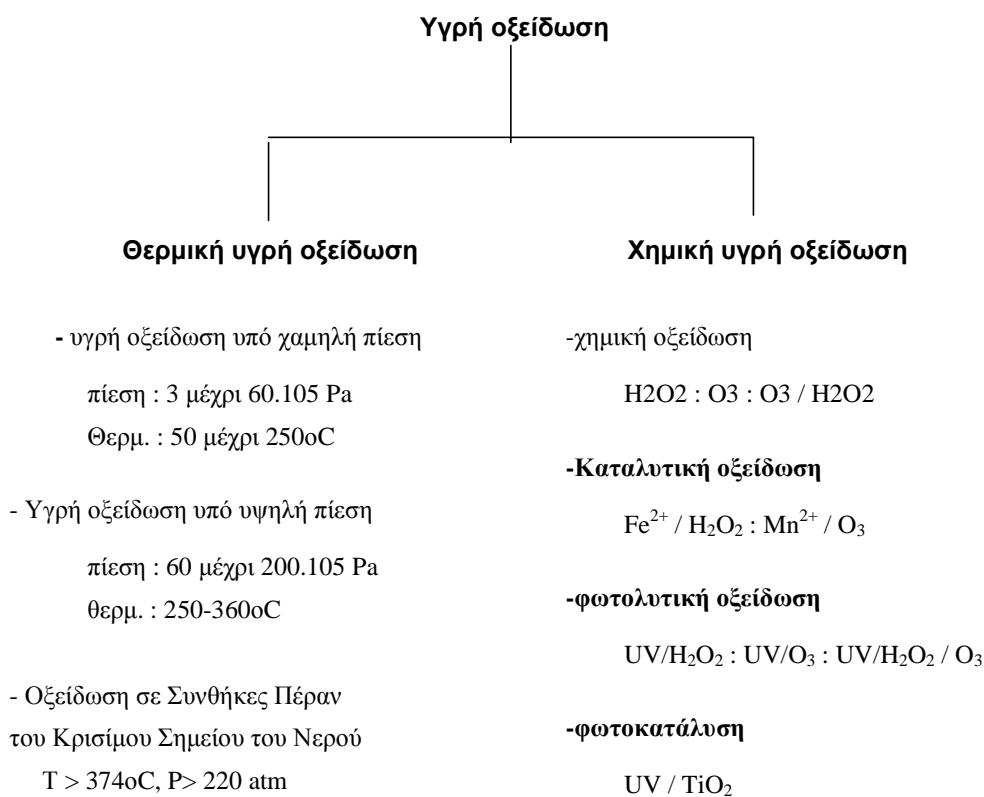 Υγρή οξείδωση
Θερμική υγρή οξείδωση
- υγρή οξείδωση υπό χαμηλή πίεση
πίεση : 3 μέχρι 60.105 Pa
Θερμ. : 50 μέχρι 250οC
- Υγρή οξείδωση υπό υψηλή πίεση
πίεση : 60 μέχρι 200.105 Pa
θερμ. : 250-360οC
- Οξείδωση σε Συνθήκες Πέραν
του Κρισίμου Σημείου του Νερού
T > 374οC, P> 220 atm
Χημική υγρή οξείδωση
-χημική οξείδωση
H2O2 : O3 : O3 / H2O2
-Καταλυτική οξείδωση
Fe²⁺ / H₂O₂ : Mn²⁺ / O₃
-φωτολυτική οξείδωση
UV/H₂O₂ : UV/O₃ : UV/H₂O₂ / O₃
-φωτοκατάλυση
UV / TiO₂